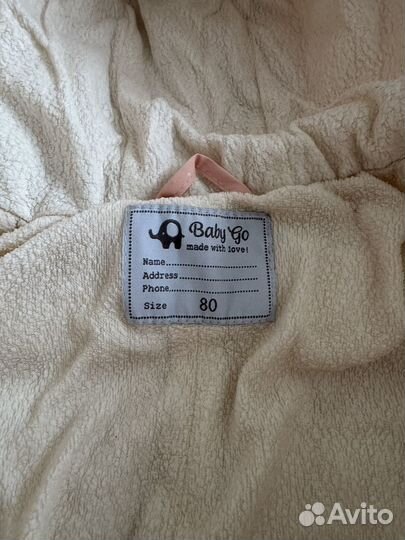 Baby Go
made with love!
Name
Address
Phone
Size 80
Avito